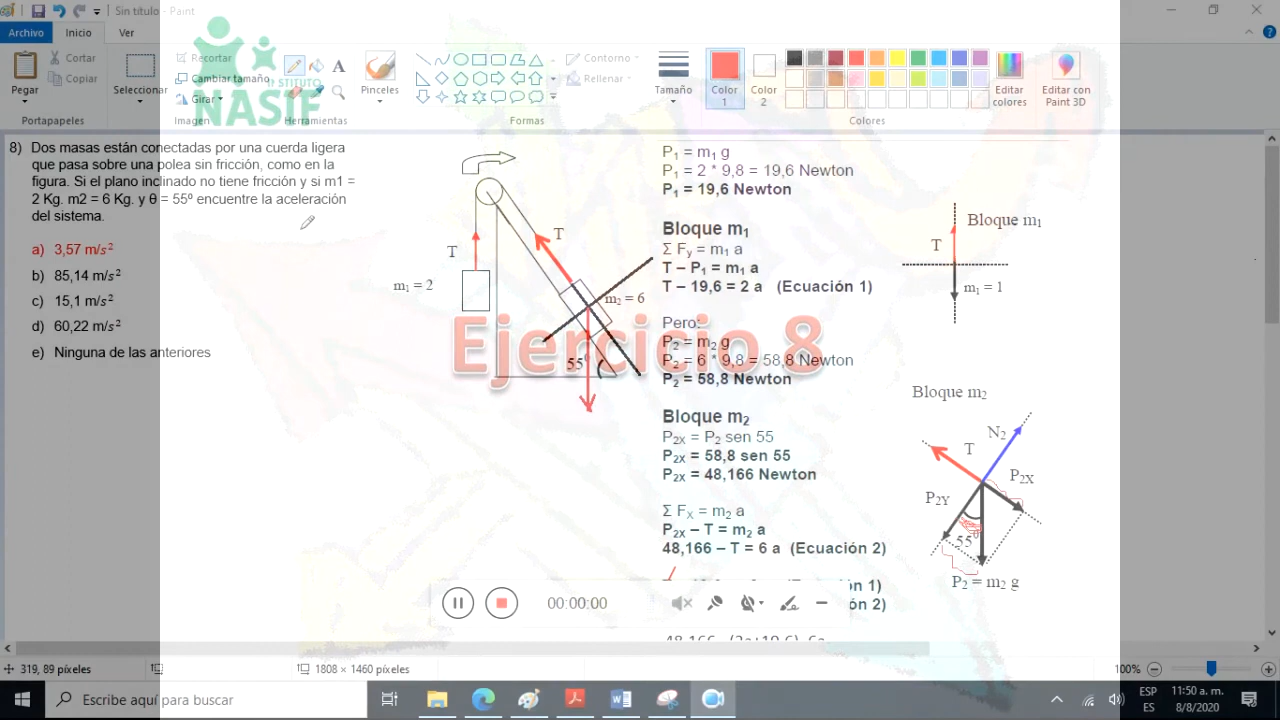 Sin título - Paint
Archivo
Inicio
Ver
Pegar
Cortar
Copiar
Portapapeles
Seleccionar
Recortar
Cambiar tamaño
Girar
Imagen
INSTITUTO
NASIF
Herramientas
Pinceles
Formas
Contorno
Rellenar
Tamaño
Color 1
Color 2
Colores
Editar colores
Editar con Paint 3D
8) Dos masas están conectadas por una cuerda ligera
que pasa sobre una polea sin fricción, como en la
figura. Si el plano inclinado no tiene fricción y si m1 =
2 Kg. m2 = 6 Kg. y θ = 55º encuentre la aceleración
del sistema.
a) 3,57 m/s²
b) 85,14 m/s²
c) 15,1 m/s²
d) 60,22 m/s²
e) Ninguna de las anteriores
T
T
m₁ = 2
m₂ = 6
55⁰
Ejercicio 8
P₁ = m₁ g
P₁ = 2 * 9,8 = 19,6 Newton
P₁ = 19,6 Newton
Bloque m₁
Σ Fy = m₁ a
T – P₁ = m₁ a
T – 19,6 = 2 a (Ecuación 1)
Pero:
P₂ = m₂ g
P₂ = 6 * 9,8 = 58,8 Newton
P₂ = 58,8 Newton
Bloque m₂
P2X = P₂ sen 55
P2X = 58,8 sen 55
P2X = 48,166 Newton
Σ FX = m₂ a
P2X – T = m₂ a
48,166 – T = 6 a (Ecuación 2)
ón 1)
ón 2)
Bloque m₁
T
m₁ = 1
Bloque m₂
N₂
T
P2X
P2Y
55⁰
P₂ = m₂ g
00:00:00
319, 89 píxeles
1808 × 1460 píxeles
100%
Escribe aquí para buscar
ESP
ES
11:50 a. m.
8/8/2020